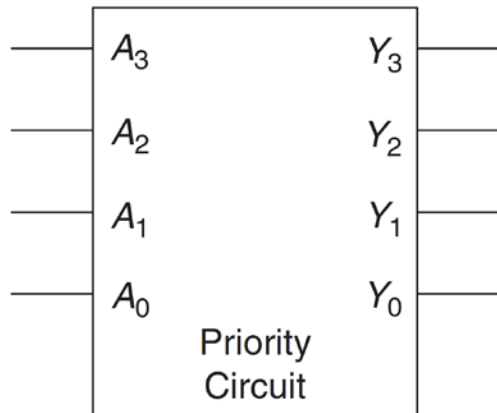 A₃ Y₃
A₂ Y₂
A₁ Y₁
A₀ Y₀
Priority
Circuit